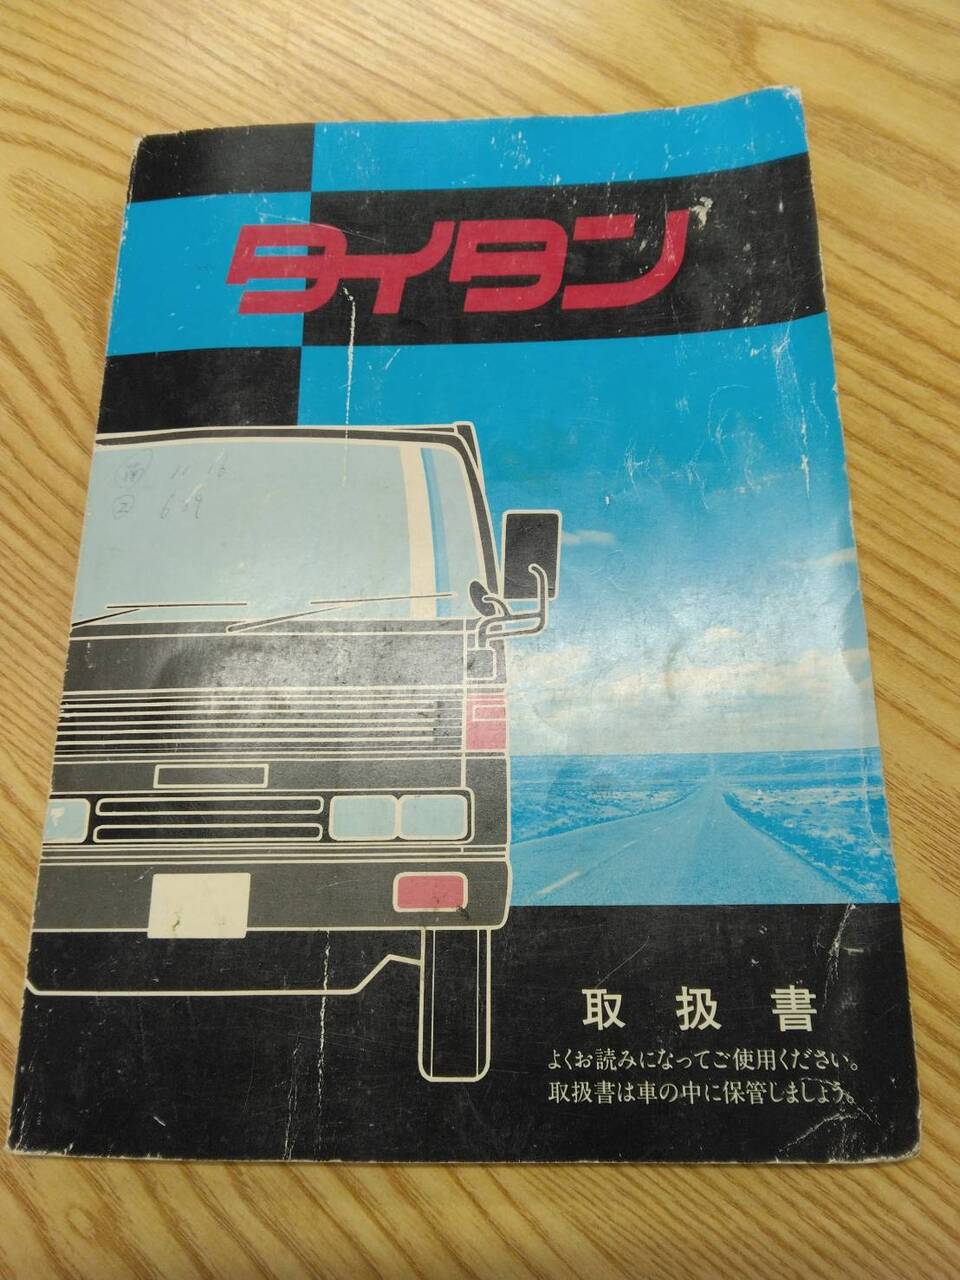 タイタン
取扱書
よくお読みになってご使用ください。
取扱書は車の中に保管しましょう。